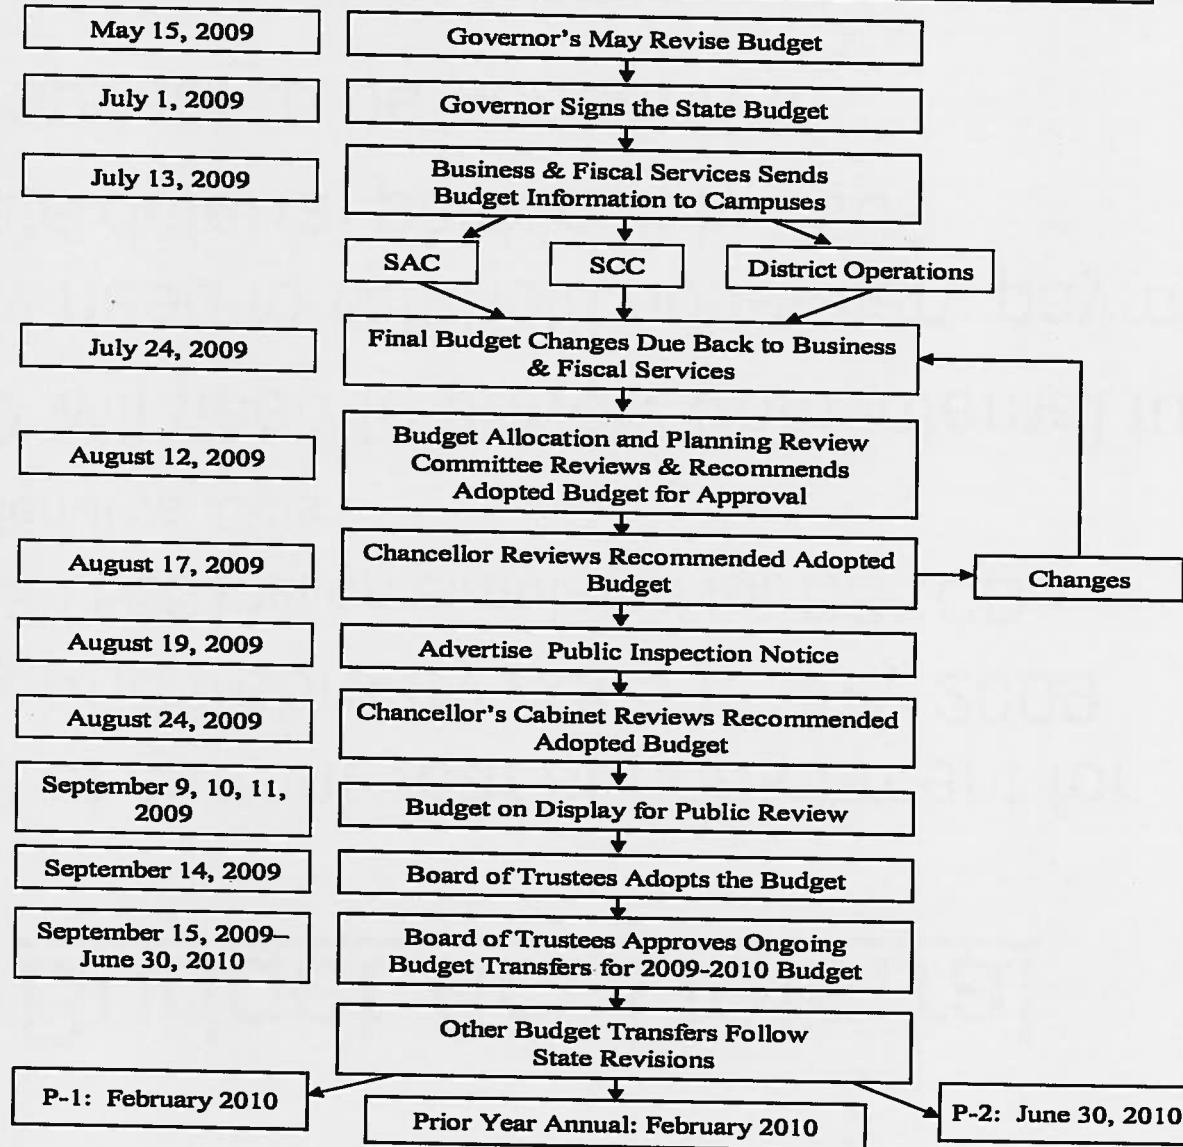 May 15, 2009
Governor's May Revise Budget
July 1, 2009
Governor Signs the State Budget
July 13, 2009
Business & Fiscal Services Sends
Budget Information to Campuses
SAC
SCC
District Operations
July 24, 2009
Final Budget Changes Due Back to Business
& Fiscal Services
August 12, 2009
Budget Allocation and Planning Review
Committee Reviews & Recommends
Adopted Budget for Approval
August 17, 2009
Chancellor Reviews Recommended Adopted
Budget
Changes
August 19, 2009
Advertise Public Inspection Notice
August 24, 2009
Chancellor's Cabinet Reviews Recommended
Adopted Budget
September 9, 10, 11,
2009
Budget on Display for Public Review
September 14, 2009
Board of Trustees Adopts the Budget
September 15, 2009–
June 30, 2010
Board of Trustees Approves Ongoing
Budget Transfers for 2009-2010 Budget
Other Budget Transfers Follow
State Revisions
P-1: February 2010
Prior Year Annual: February 2010
P-2: June 30, 2010